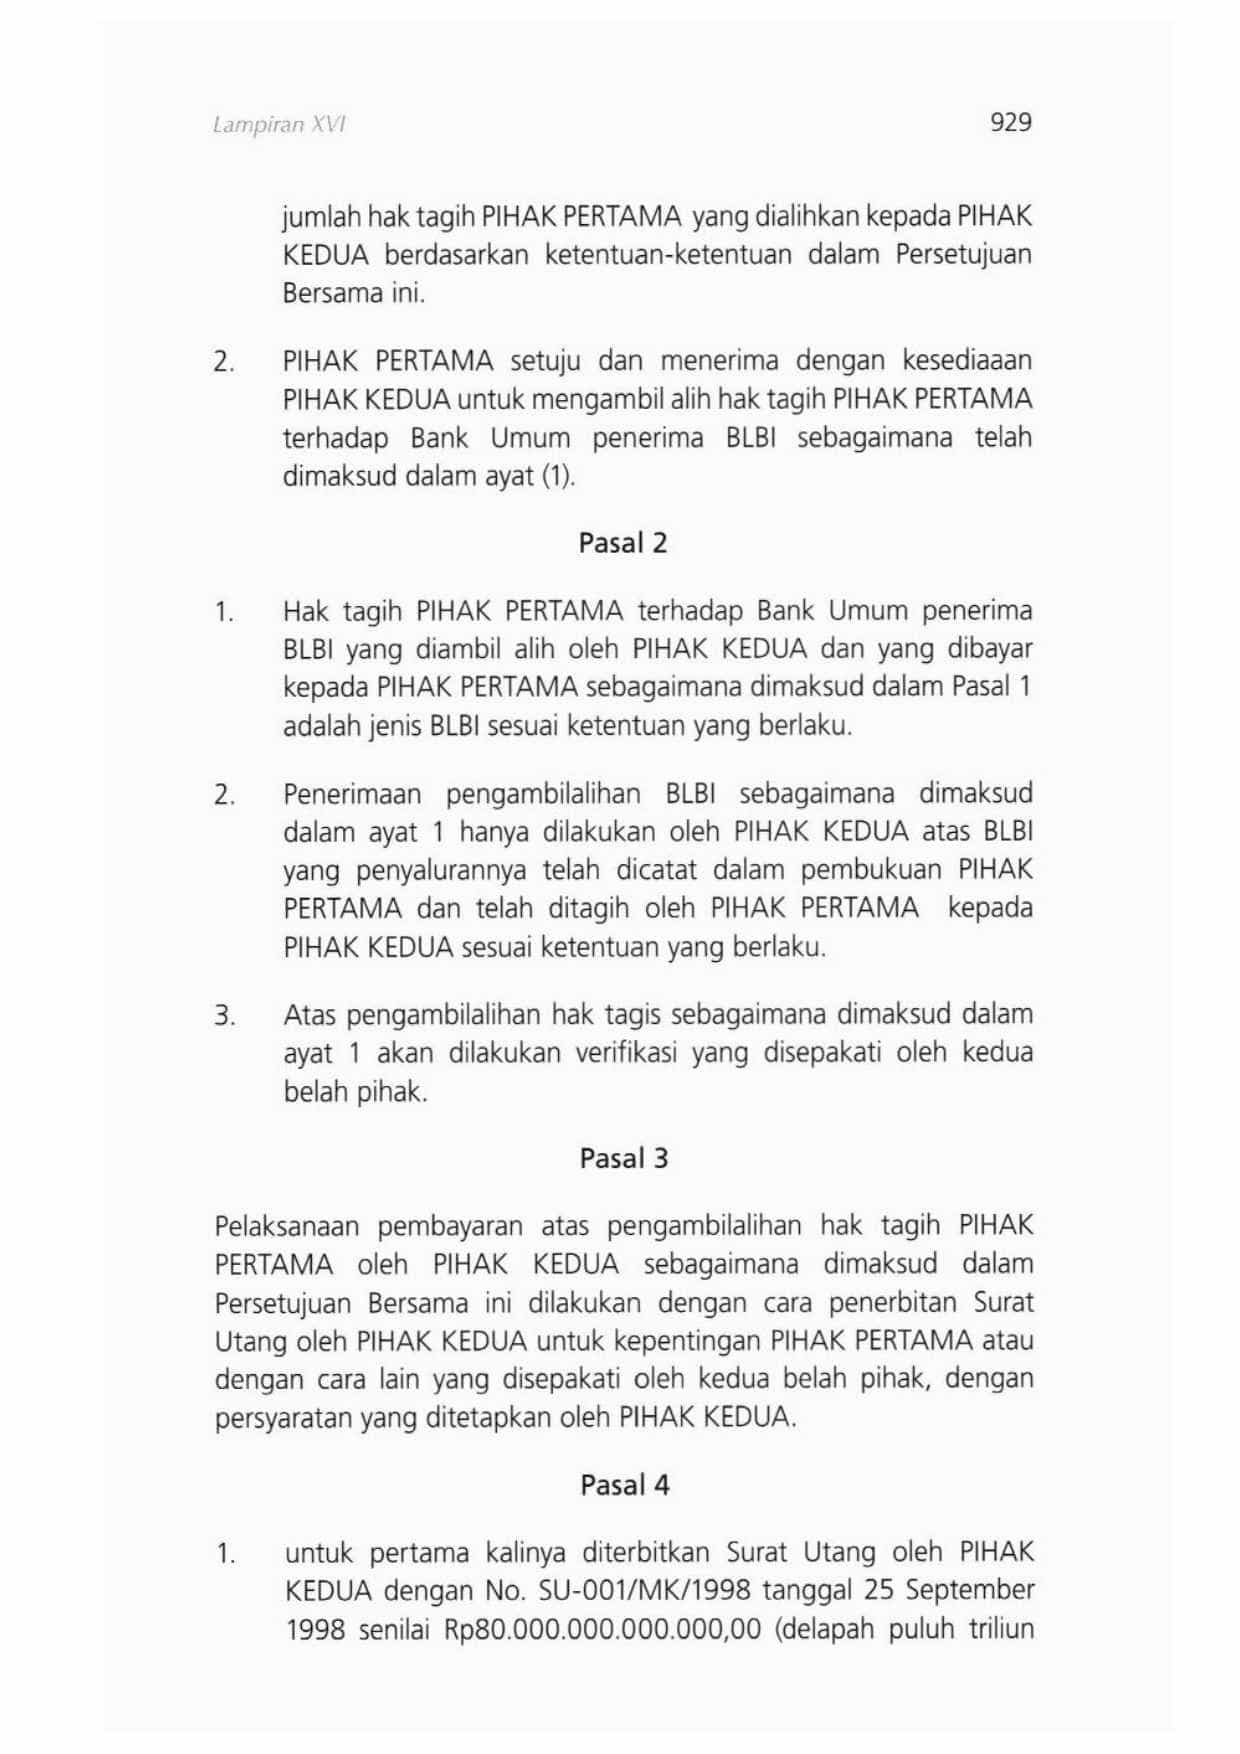 Lampiran XVI
929
jumlah hak tagih PIHAK PERTAMA yang dialihkan kepada PIHAK
KEDUA berdasarkan ketentuan-ketentuan dalam Persetujuan
Bersama ini.
2. PIHAK PERTAMA setuju dan menerima dengan kesediaaan
PIHAK KEDUA untuk mengambil alih hak tagih PIHAK PERTAMA
terhadap Bank Umum penerima BLBI sebagaimana telah
dimaksud dalam ayat (1).
Pasal 2
1. Hak tagih PIHAK PERTAMA terhadap Bank Umum penerima
BLBI yang diambil alih oleh PIHAK KEDUA dan yang dibayar
kepada PIHAK PERTAMA sebagaimana dimaksud dalam Pasal 1
adalah jenis BLBI sesuai ketentuan yang berlaku.
2. Penerimaan pengambilalihan BLBI sebagaimana dimaksud
dalam ayat 1 hanya dilakukan oleh PIHAK KEDUA atas BLBI
yang penyalurannya telah dicatat dalam pembukuan PIHAK
PERTAMA dan telah ditagih oleh PIHAK PERTAMA kepada
PIHAK KEDUA sesuai ketentuan yang berlaku.
3. Atas pengambilalihan hak tagis sebagaimana dimaksud dalam
ayat 1 akan dilakukan verifikasi yang disepakati oleh kedua
belah pihak.
Pasal 3
Pelaksanaan pembayaran atas pengambilalihan hak tagih PIHAK
PERTAMA oleh PIHAK KEDUA sebagaimana dimaksud dalam
Persetujuan Bersama ini dilakukan dengan cara penerbitan Surat
Utang oleh PIHAK KEDUA untuk kepentingan PIHAK PERTAMA atau
dengan cara lain yang disepakati oleh kedua belah pihak, dengan
persyaratan yang ditetapkan oleh PIHAK KEDUA.
Pasal 4
1. untuk pertama kalinya diterbitkan Surat Utang oleh PIHAK
KEDUA dengan No. SU-001/MK/1998 tanggal 25 September
1998 senilai Rp80.000.000.000.000,00 (delapah puluh triliun